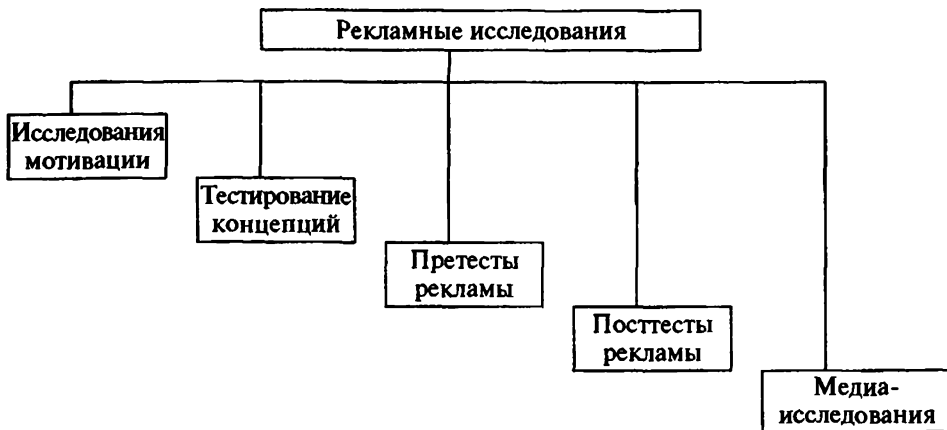 Рекламные исследования
Исследования
мотивации
Тестирование
концепций
Претесты
рекламы
Посттесты
рекламы
Медиа-
исследования